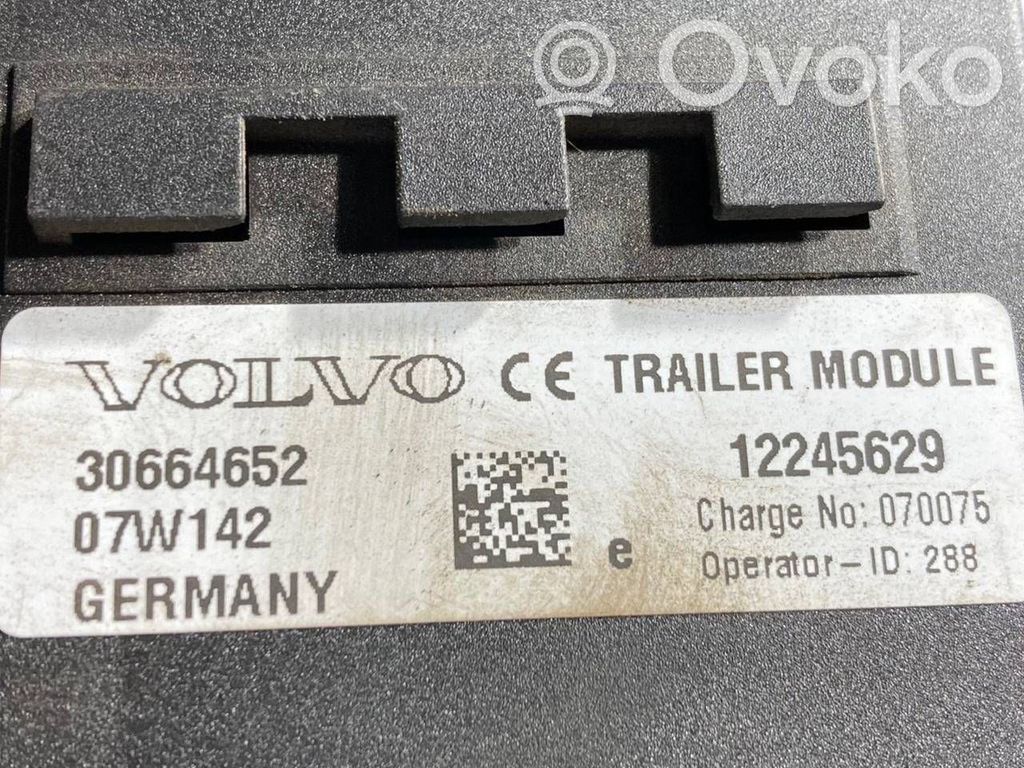 Ovoko
VOLVO CE TRAILER MODULE
30664652
12245629
07W142
Charge No: 070075
e
Operator-ID: 288
GERMANY